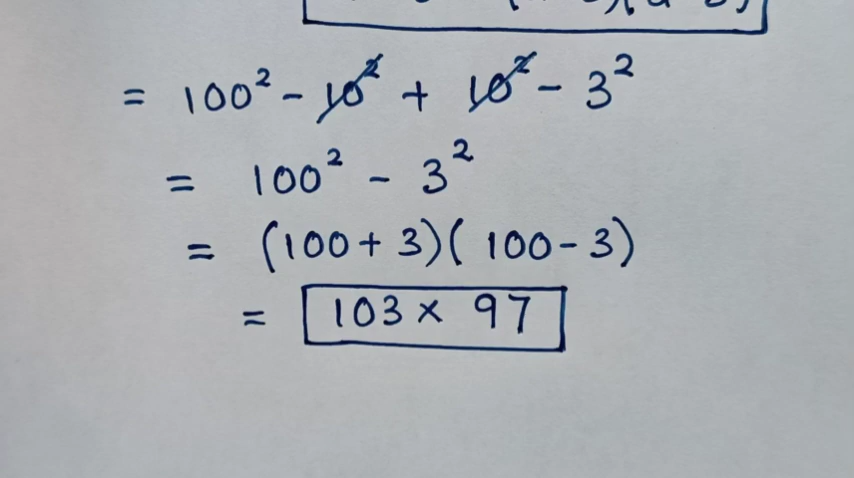 = 100² - 10² + 10² - 3²
= 100² - 3²
= (100 + 3)(100 - 3)
= 103 × 97